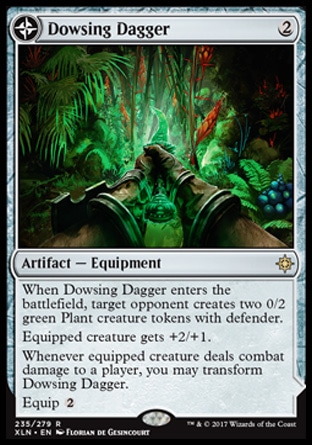 Dowsing Dagger 2
Artifact — Equipment
When Dowsing Dagger enters the
battlefield, target opponent creates two 0/2
green Plant creature tokens with defender.
Equipped creature gets +2/+1.
Whenever equipped creature deals combat
damage to a player, you may transform
Dowsing Dagger.
Equip 2
235/279 R
XLN • EN FLORIAN DE GESINCOURT ™ & © 2017 Wizards of the Coast